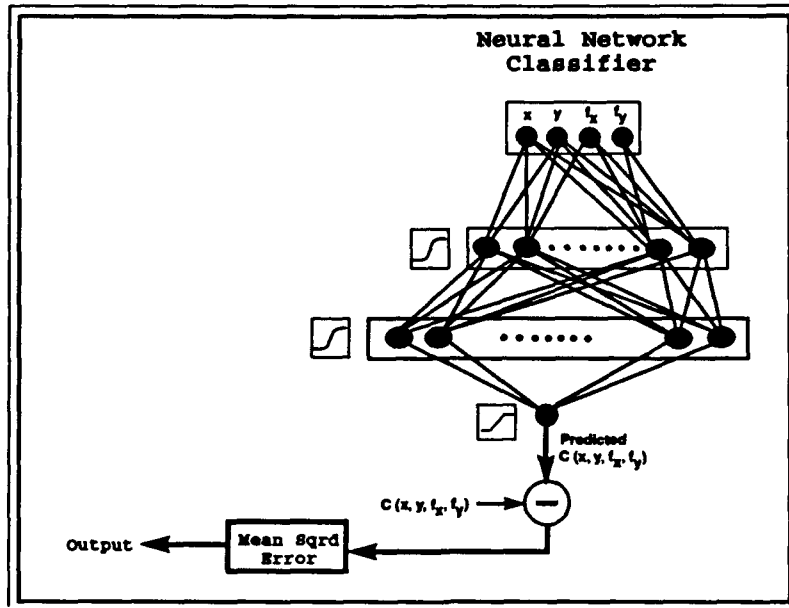 Neural Network
Classifier
x y f_x f_y
Predicted
C (x, y, f_x, f_y)
C (x, y, f_x, f_y)
Output
Mean Sqrd
Error